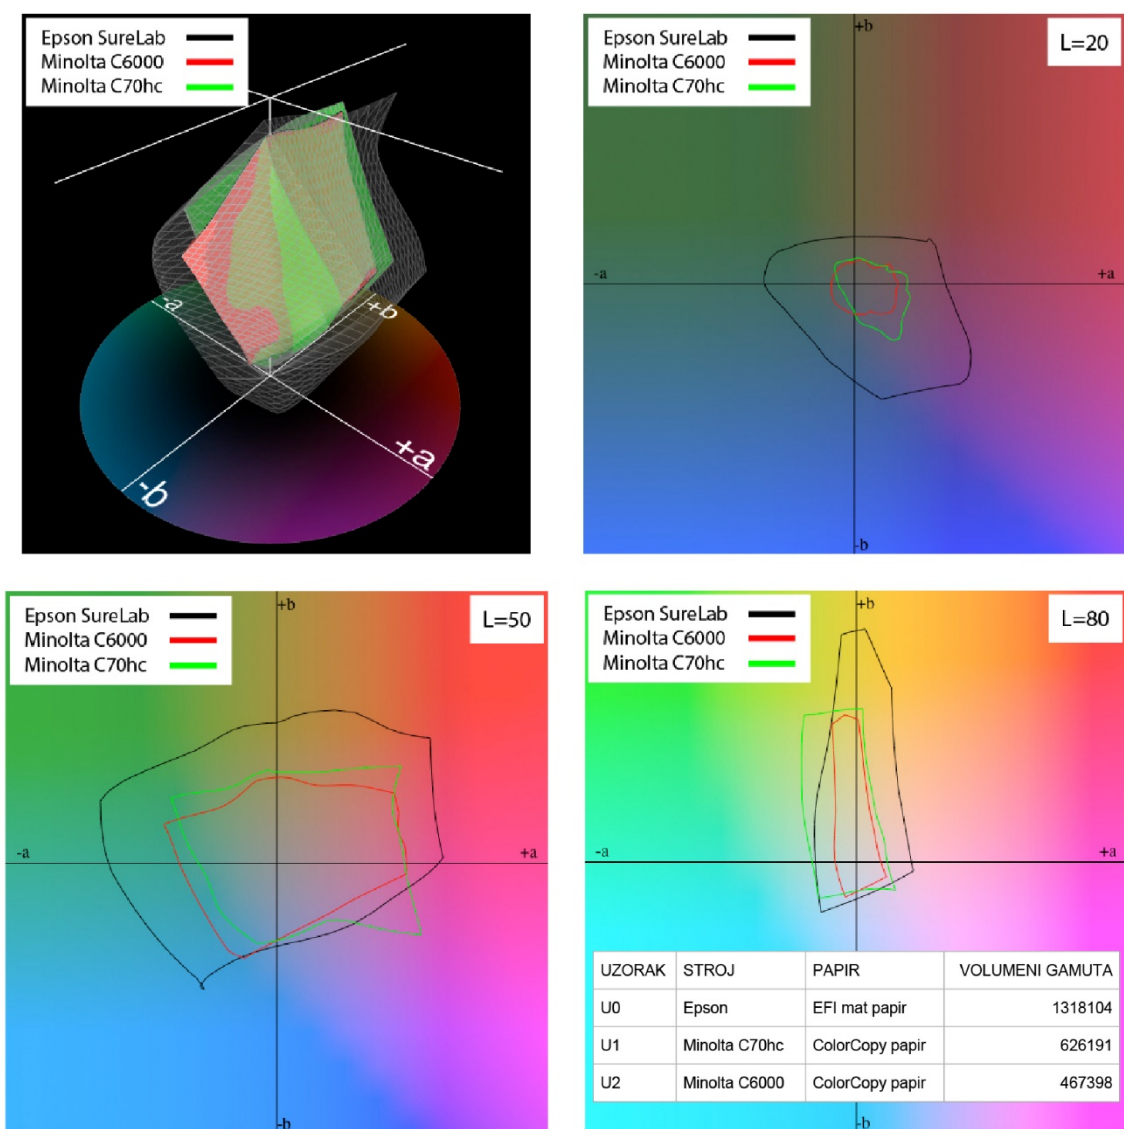 Epson SureLab
Minolta C6000
Minolta C70hc
-a
+b
+a
-b
Epson SureLab
Minolta C6000
Minolta C70hc
+b
L=20
-a
+a
-b
Epson SureLab
Minolta C6000
Minolta C70hc
+b
L=50
-a
+a
-b
Epson SureLab
Minolta C6000
Minolta C70hc
+b
L=80
-a
+a
UZORAK STROJ PAPIR VOLUMENI GAMUTA
U0 Epson EFI mat papir 1318104
U1 Minolta C70hc ColorCopy papir 626191
U2 Minolta C6000 ColorCopy papir 467398
-b